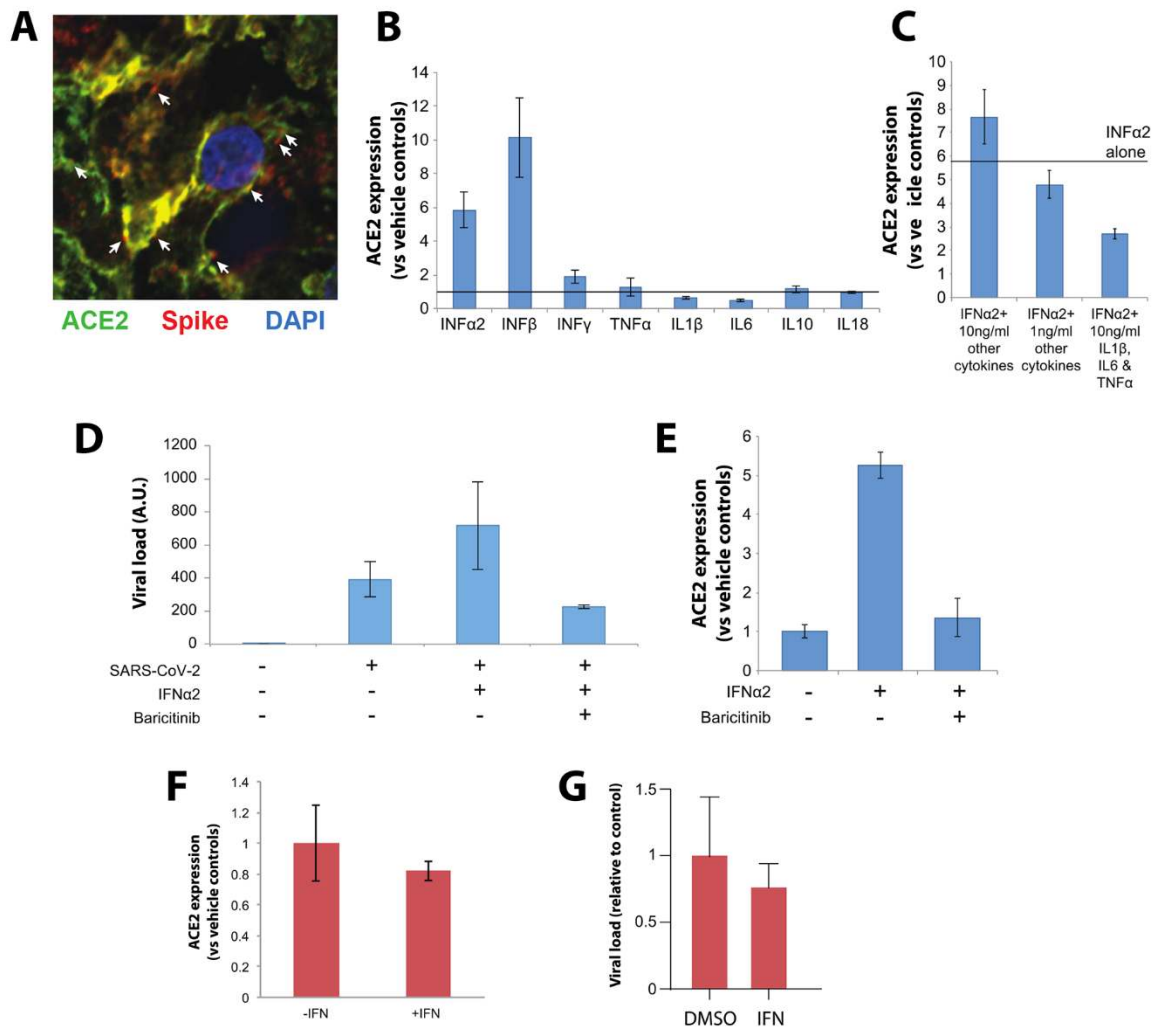 A
ACE2 Spike DAPI
B
ACE2 expression
(vs vehicle controls)
14
12
10
8
6
4
2
0
INFα2 INFβ INFγ TNFα IL1β IL6 IL10 IL18
C
ACE2 expression
(vs ve icle controls)
9
8
7
6
5
4
3
2
1
0
INFα2
alone
IFNα2+
10ng/ml
other
cytokines
IFNα2+
1ng/ml
other
cytokines
IFNα2+
10ng/ml
IL1β,
IL6 &
TNFα
D
Viral load (A.U.)
1200
1000
800
600
400
200
0
SARS-CoV-2 - + + +
IFNα2 - - + +
Baricitinib - - - +
E
ACE2 expression
(vs vehicle controls)
6
5
4
3
2
1
0
IFNα2 - + +
Baricitinib - - +
F
ACE2 expression
(vs vehicle controls)
1.4
1.2
1
0.8
0.6
0.4
0.2
0
-IFN +IFN
G
Viral load (relative to control)
1.5
1
0.5
0
DMSO IFN